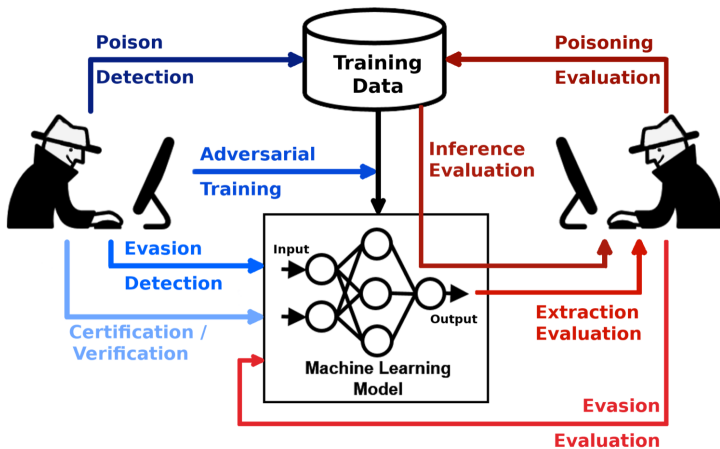 Poison
Detection
Training
Data
Poisoning
Evaluation
Adversarial
Training
Inference
Evaluation
Evasion
Detection
Input
Output
Certification /
Verification
Extraction
Evaluation
Machine Learning
Model
Evasion
Evaluation